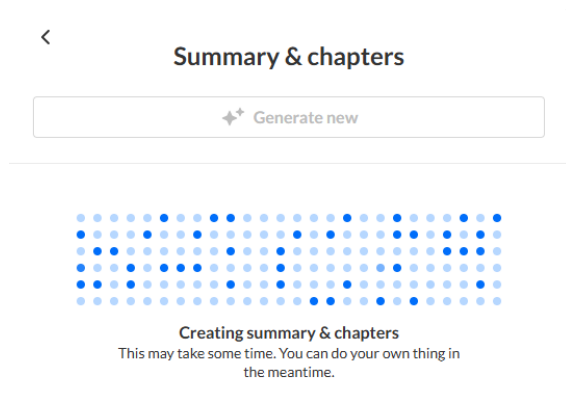 Summary & chapters
Generate new
Creating summary & chapters
This may take some time. You can do your own thing in
the meantime.